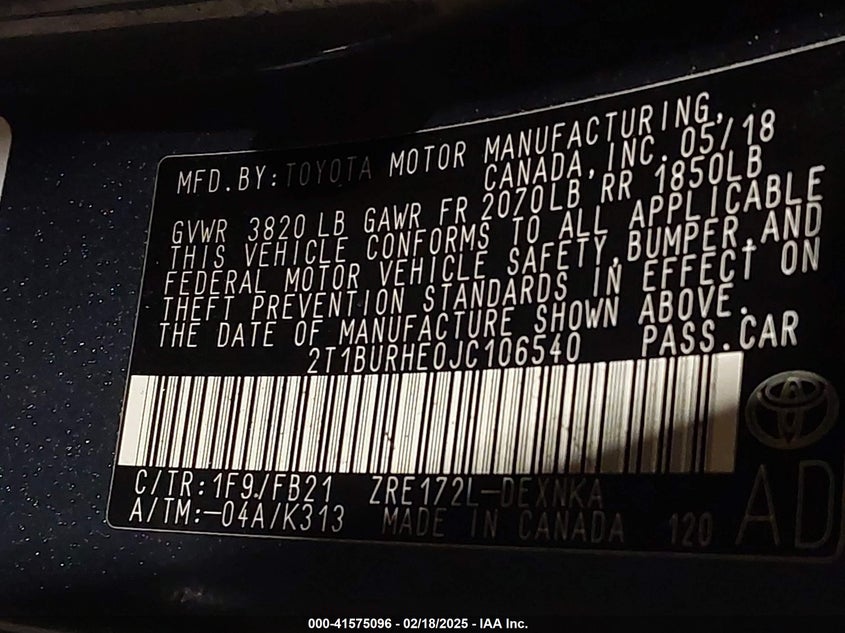 MFD.BY:TOYOTA MOTOR MANUFACTURING,
CANADA, INC. 05/18
GVWR 3820 LB GAWR FR 2070LB RR 1850LB
THIS VEHICLE CONFORMS TO ALL APPLICABLE
FEDERAL MOTOR VEHICLE SAFETY,BUMPER,AND
THEFT PREVENTION STANDARDS IN EFFECT ON
THE DATE OF MANUFACTURE SHOWN ABOVE.
2T1BURHE0JC106540 PASS.CAR
C/TR:1F9/FB21 ZRE172L-DEXNKA
A/TM:-04A/K313 MADE IN CANADA 120 AD
000-41575096 - 02/18/2025 - IAA Inc.